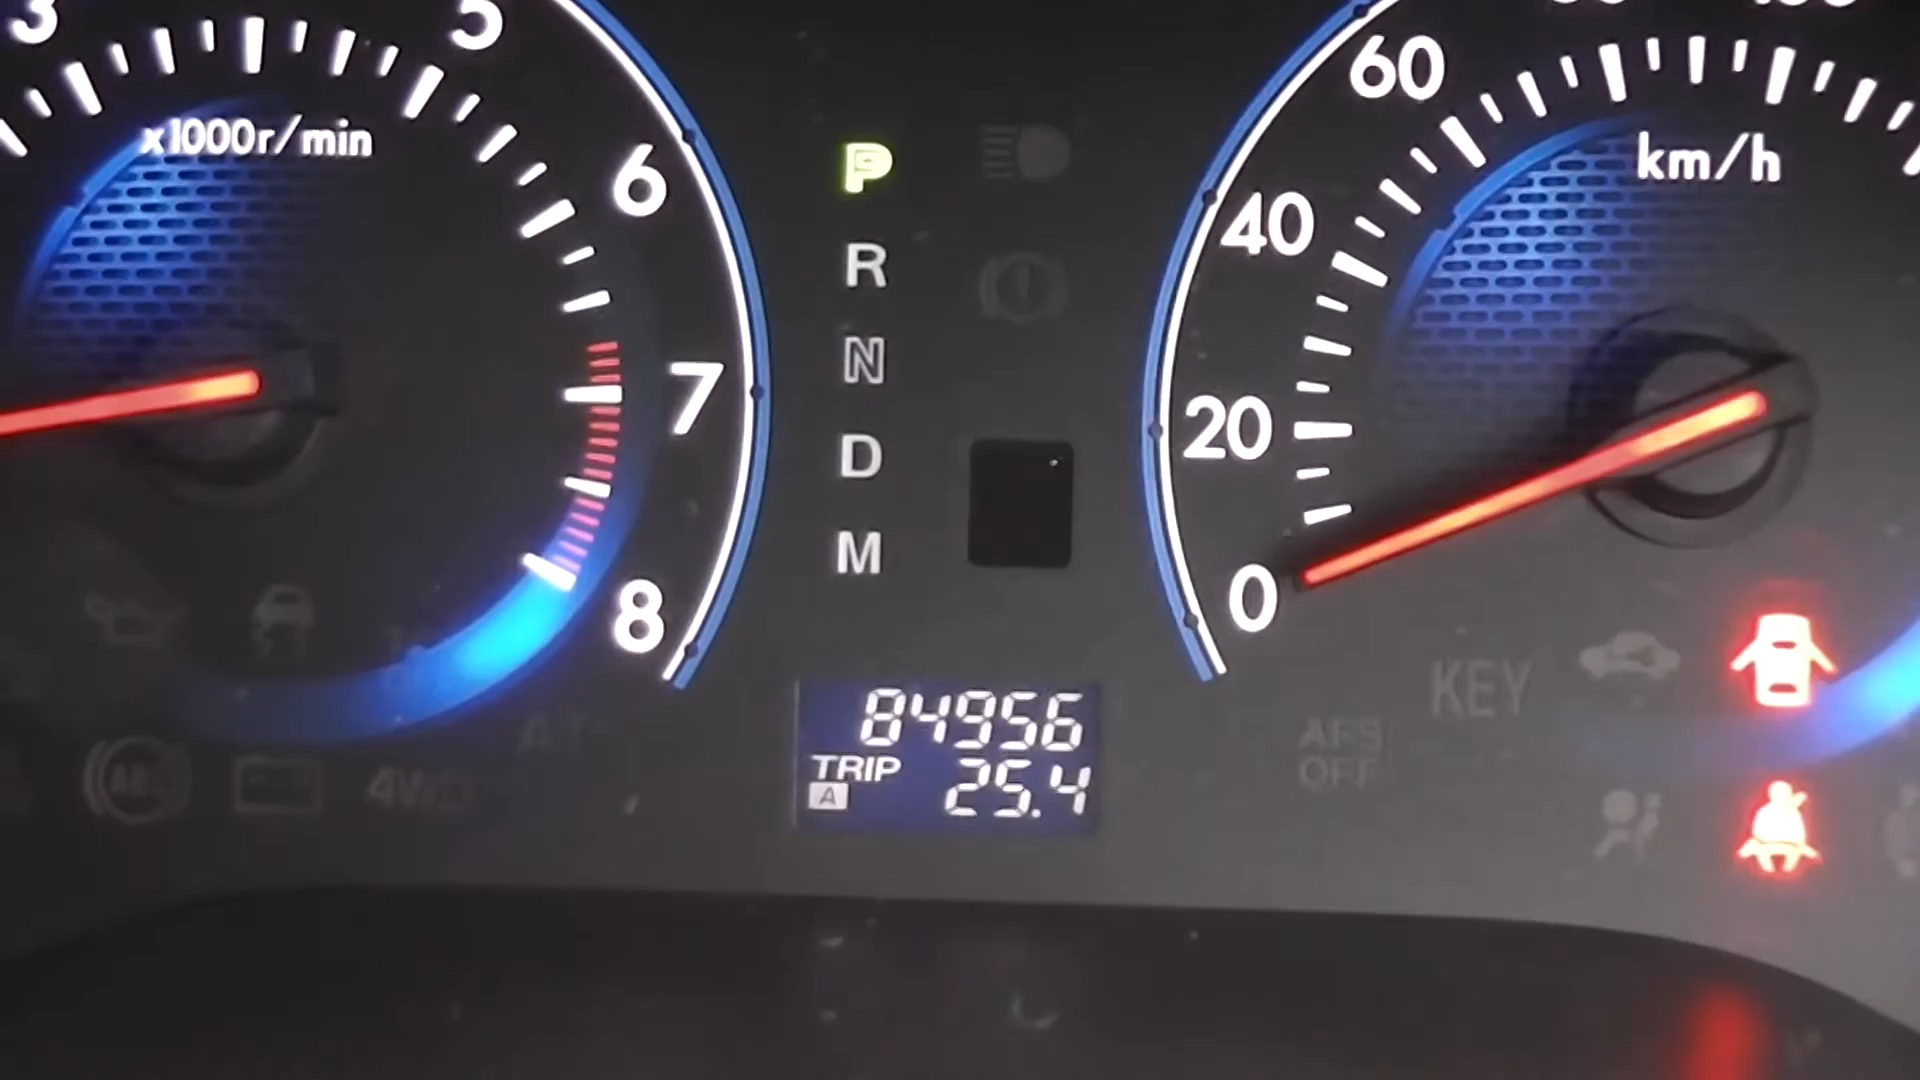 3
5
x1000r/min
6
7
8
P
R
N
D
M
60
km/h
40
20
0
84956
TRIP
A
25.4
KEY
AFS
OFF
ABS
4WD
AT